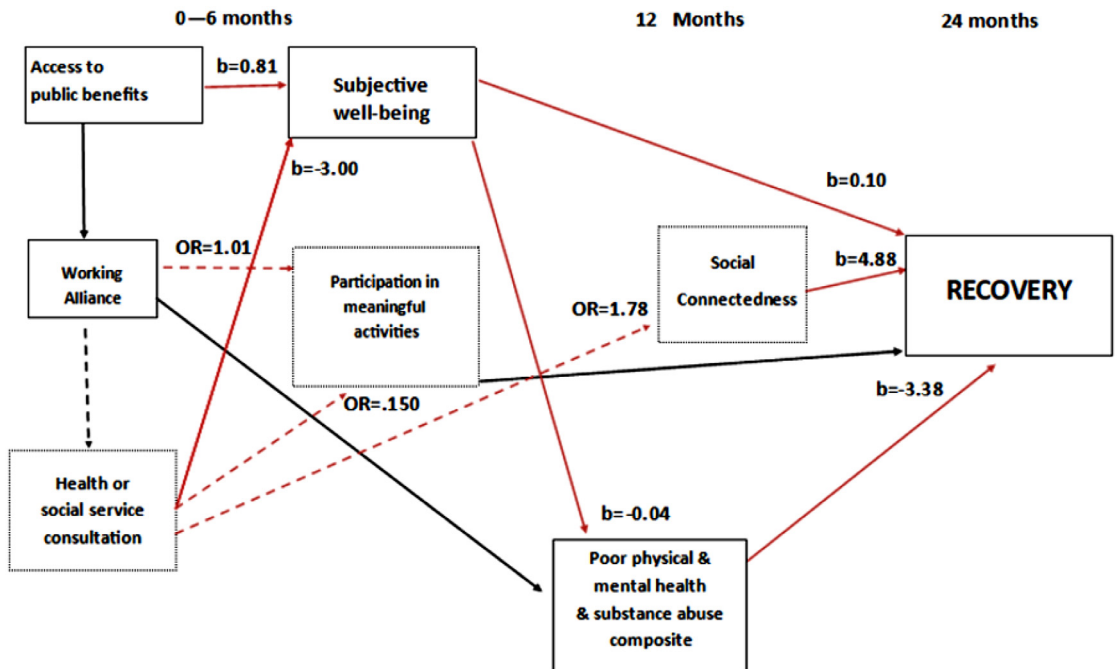 0—6 months
12 Months
24 months
Access to
public benefits
b=0.81
Subjective
well-being
b=-3.00
b=0.10
Working
Alliance
OR=1.01
Participation in
meaningful
activities
Social
Connectedness
b=4.88
RECOVERY
OR=1.78
OR=.150
b=-3.38
Health or
social service
consultation
b=-0.04
Poor physical &
mental health
& substance abuse
composite